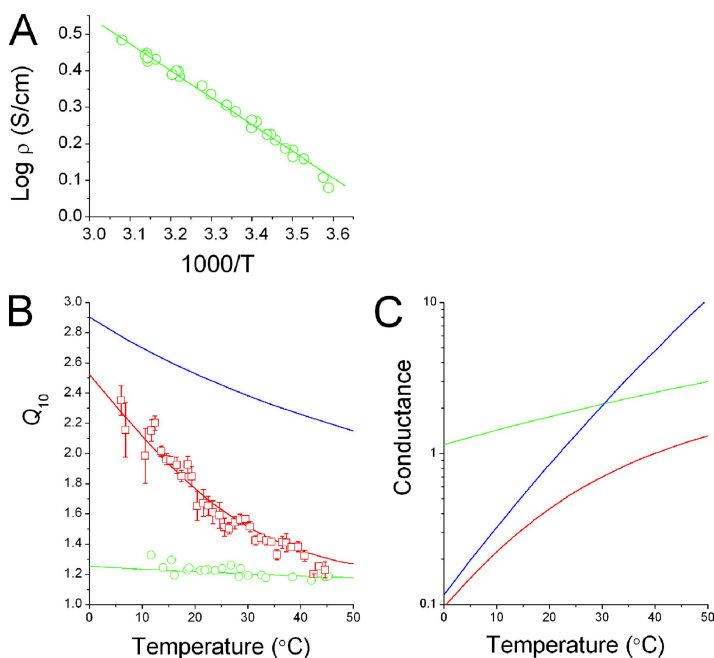 A
Log ρ (S/cm)
0.5
0.4
0.3
0.2
0.1
0.0
3.0 3.1 3.2 3.3 3.4 3.5 3.6
1000/T
B
Q10
3.0
2.8
2.6
2.4
2.2
2.0
1.8
1.6
1.4
1.2
1.0
0 10 20 30 40 50
Temperature (°C)
C
Conductance
10
1
0.1
0 10 20 30 40 50
Temperature (°C)